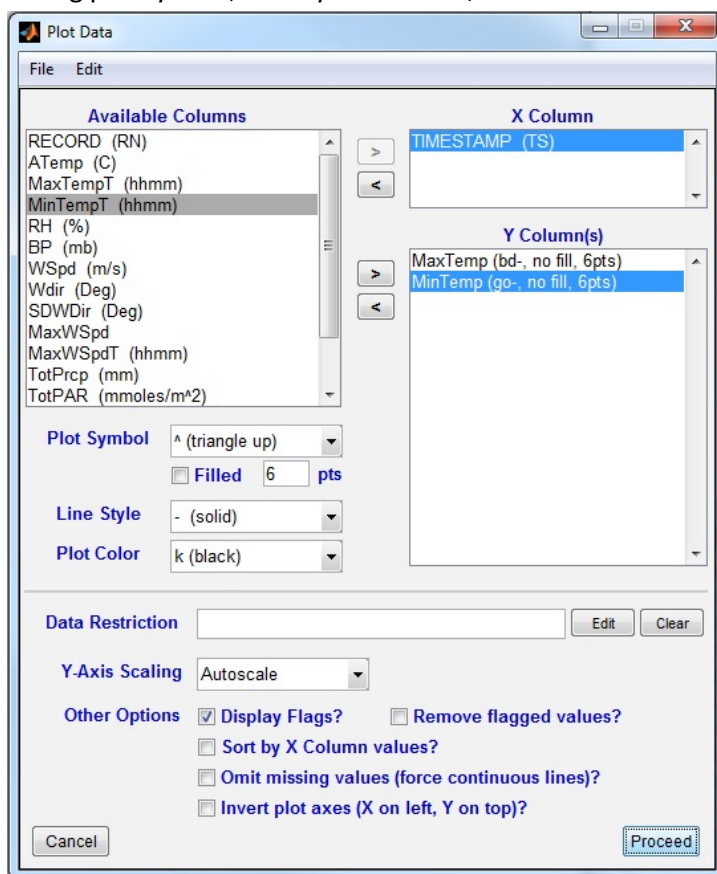 Plot Data
File Edit
Available Columns
RECORD (RN)
ATemp (C)
MaxTempT (hhmm)
MinTempT (hhmm)
RH (%)
BP (mb)
WSpd (m/s)
Wdir (Deg)
SDWDir (Deg)
MaxWSpd
MaxWSpdT (hhmm)
TotPrcp (mm)
TotPAR (mmoles/m^2)
>
<
X Column
TIMESTAMP (TS)
>
<
Y Column(s)
MaxTemp (bd-, no fill, 6pts)
MinTemp (go-, no fill, 6pts)
Plot Symbol ^ (triangle up)
Filled 6 pts
Line Style - (solid)
Plot Color k (black)
Data Restriction Edit Clear
Y-Axis Scaling Autoscale
Other Options Display Flags? Remove flagged values?
Sort by X Column values?
Omit missing values (force continuous lines)?
Invert plot axes (X on left, Y on top)?
Cancel Proceed